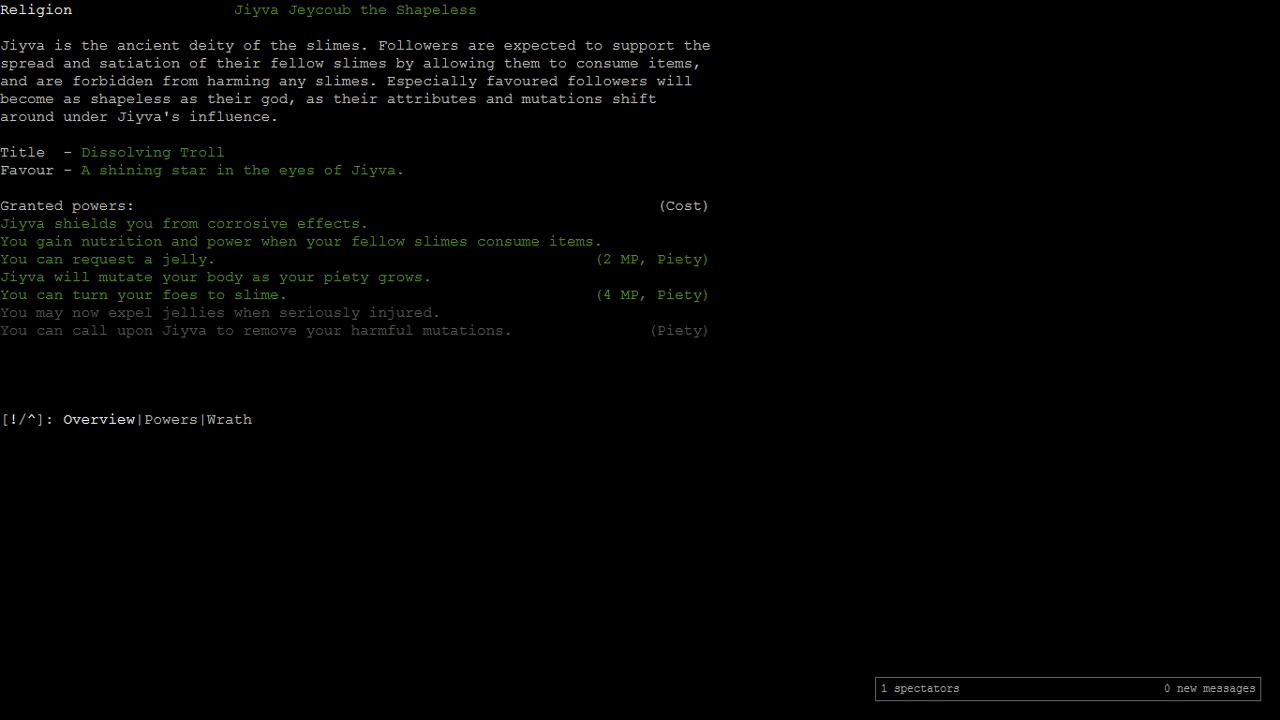 Religion Jiyva Jeycoub the Shapeless
Jiyva is the ancient deity of the slimes. Followers are expected to support the
spread and satiation of their fellow slimes by allowing them to consume items,
and are forbidden from harming any slimes. Especially favoured followers will
become as shapeless as their god, as their attributes and mutations shift
around under Jiyva's influence.
Title - Dissolving Troll
Favour - A shining star in the eyes of Jiyva.
Granted powers: (Cost)
Jiyva shields you from corrosive effects.
You gain nutrition and power when your fellow slimes consume items.
You can request a jelly. (2 MP, Piety)
Jiyva will mutate your body as your piety grows.
You can turn your foes to slime. (4 MP, Piety)
You may now expel jellies when seriously injured.
You can call upon Jiyva to remove your harmful mutations. (Piety)
[!/^]: Overview|Powers|Wrath
1 spectators 0 new messages